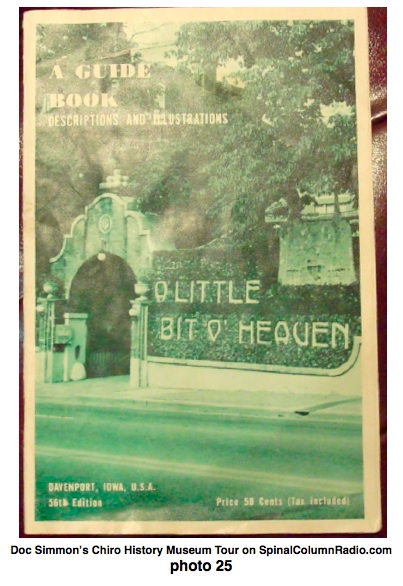 A GUIDE
BOOK
DESCRIPTIONS AND ILLUSTRATIONS
A LITTLE
BIT O' HEAVEN
DAVENPORT, IOWA, U.S.A.
56th Edition
Price 50 Cents (Tax included)
Doc Simmon's Chiro History Museum Tour on SpinalColumnRadio.com
photo 25